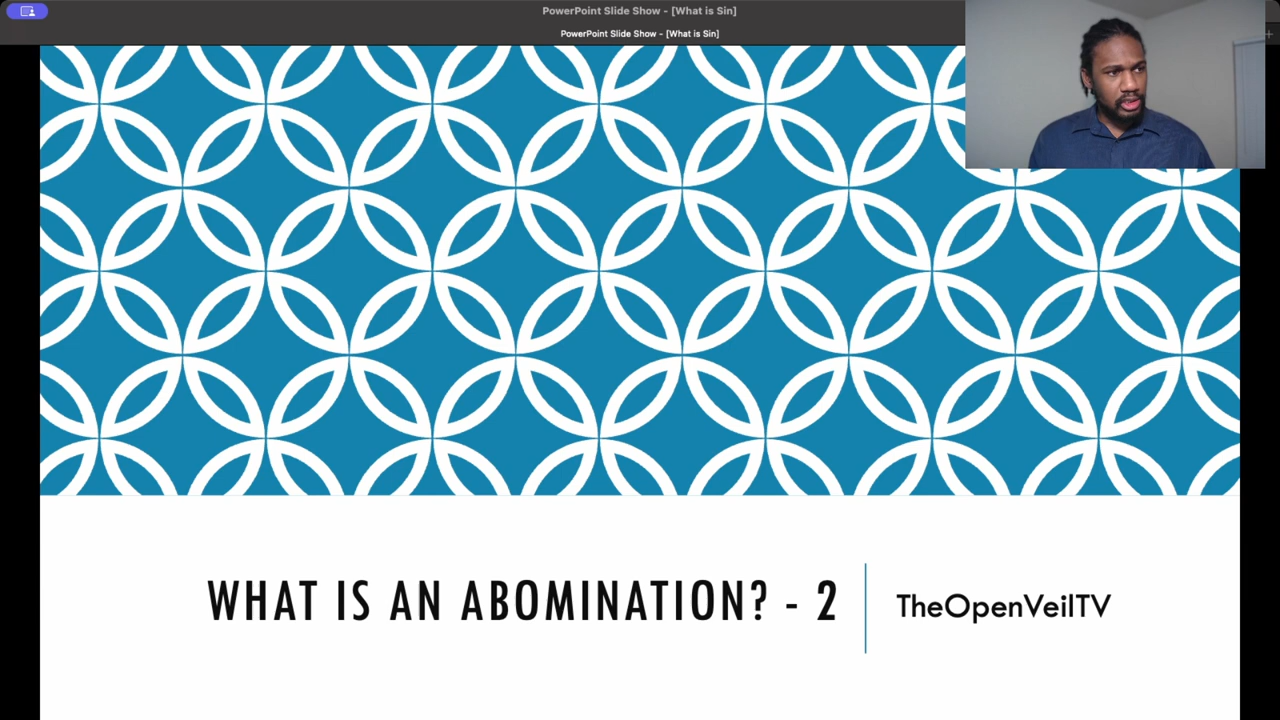 PowerPoint Slide Show - [What is Sin]
PowerPoint Slide Show - [What is Sin]
WHAT IS AN ABOMINATION? - 2
TheOpenVeilTV